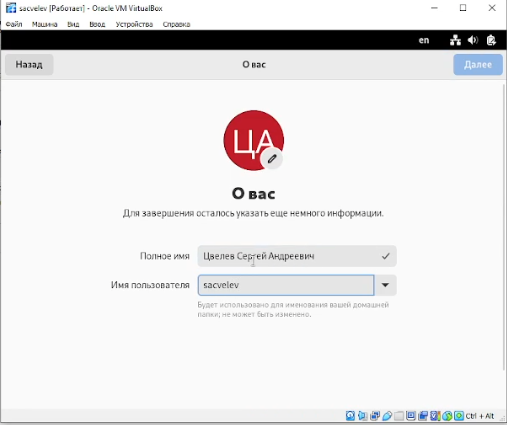 sacvelev [Работает] - Oracle VM VirtualBox
Файл Машина Вид Ввод Устройства Справка
en
Назад О вас Далее
ЦА
О вас
Для завершения осталось указать еще немного информации.
Полное имя Цвелев Сергей Андреевич
Имя пользователя sacvelev
Будет использовано для именования вашей домашней
папки; не может быть изменено.
Ctrl + Alt